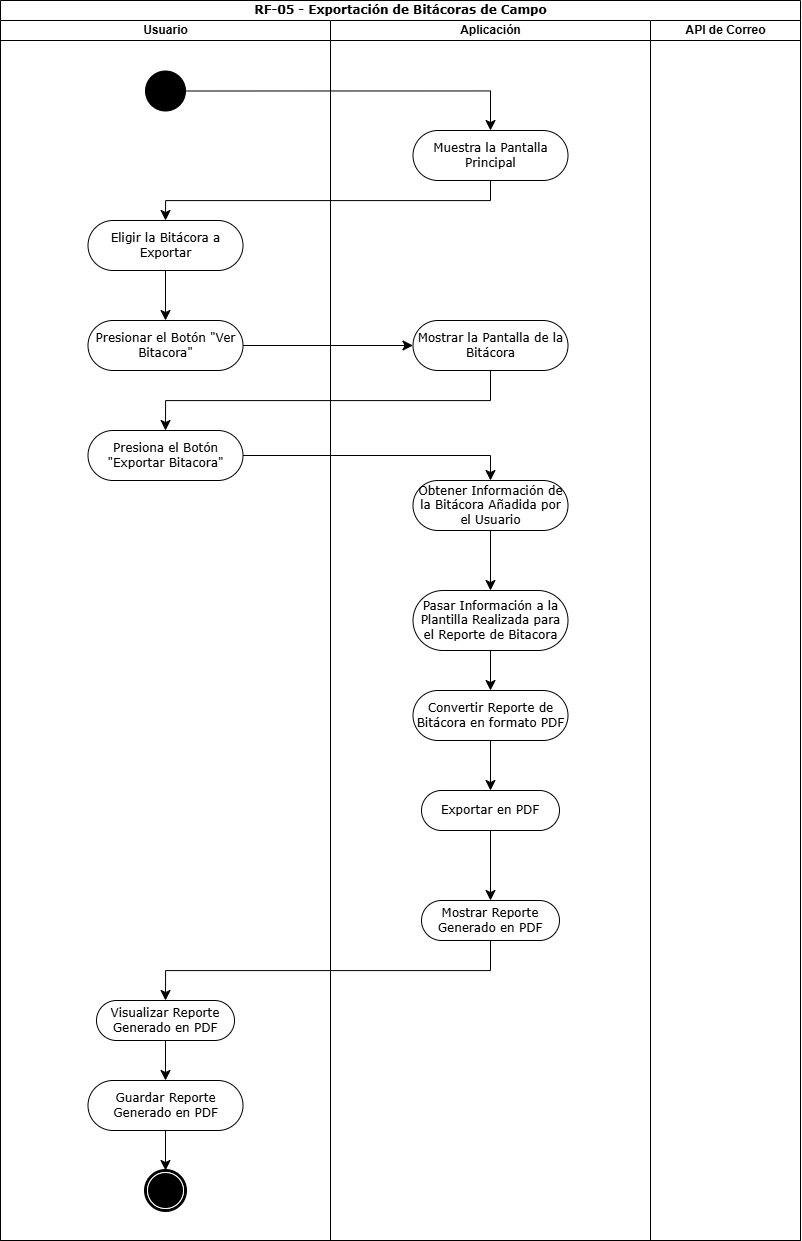 RF-05 - Exportación de Bitácoras de Campo
Usuario
Aplicación
API de Correo
Muestra la Pantalla
Principal
Eligir la Bitácora a
Exportar
Presionar el Botón "Ver
Bitacora"
Mostrar la Pantalla de la
Bitácora
Presiona el Botón
"Exportar Bitacora"
Obtener Información de
la Bitácora Añadida por
el Usuario
Pasar Información a la
Plantilla Realizada para
el Reporte de Bitacora
Convertir Reporte de
Bitácora en formato PDF
Exportar en PDF
Mostrar Reporte
Generado en PDF
Visualizar Reporte
Generado en PDF
Guardar Reporte
Generado en PDF